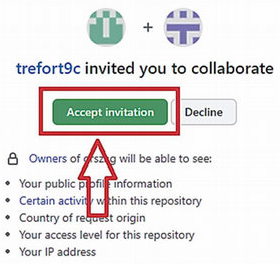 +
trefort9c invited you to collaborate
Accept invitation Decline
Owners of orszag will be able to see:
Your public profile information
Certain activity within this repository
Country of request origin
Your access level for this repository
Your IP address